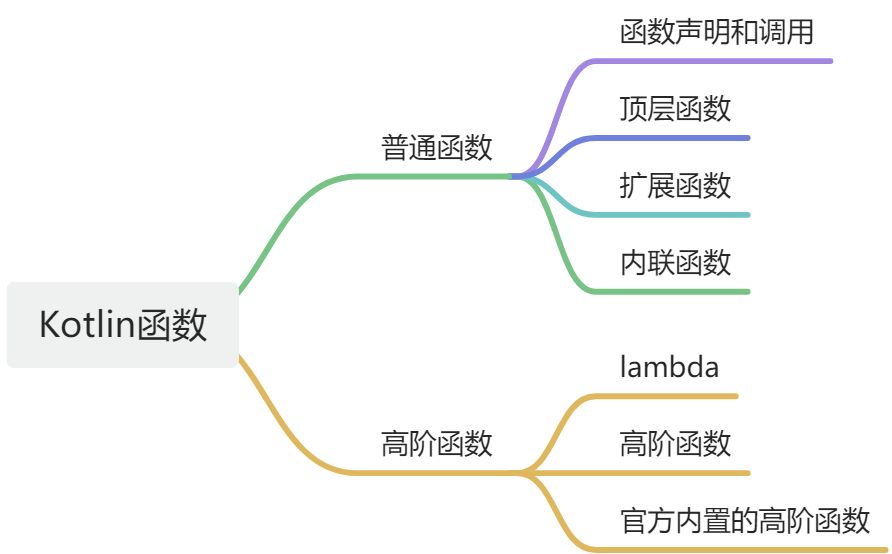 函数声明和调用
顶层函数
普通函数
扩展函数
内联函数
Kotlin函数
lambda
高阶函数
高阶函数
官方内置的高阶函数